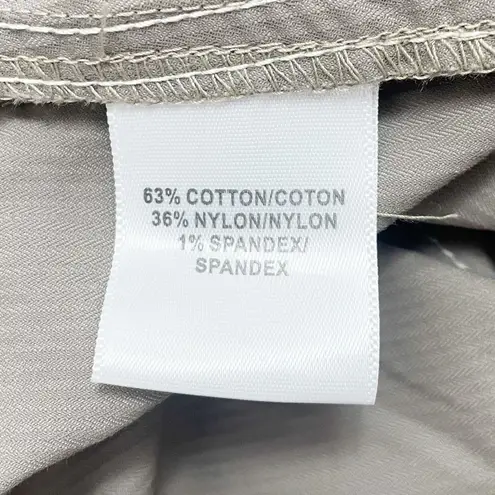 63% COTTON/COTON
36% NYLON/NYLON
1% SPANDEX/
SPANDEX